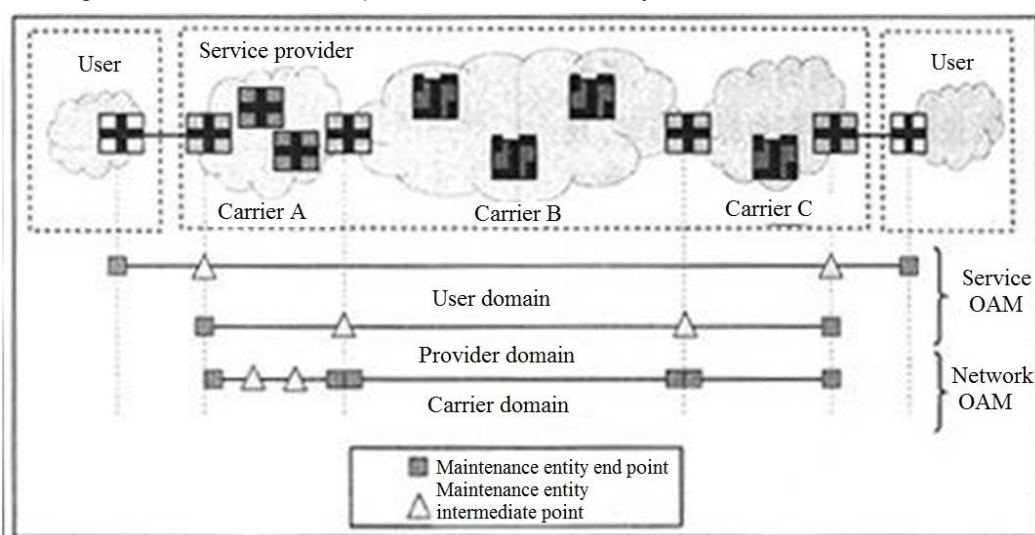 User
Service provider
User
Carrier A
Carrier B
Carrier C
User domain
Service
OAM
Provider domain
Carrier domain
Network
OAM
Maintenance entity end point
Maintenance entity
intermediate point